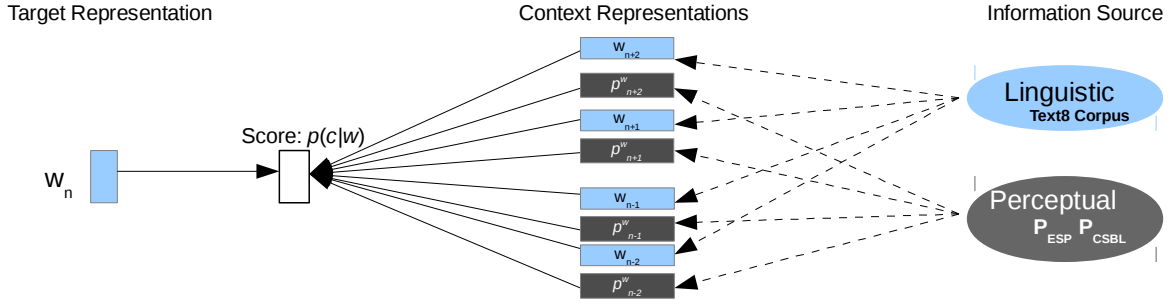 Target Representation
Context Representations
Information Source
w_n
Score: p(c|w)
w_{n+2}
p^w_{n+2}
w_{n+1}
p^w_{n+1}
w_{n-1}
p^w_{n-1}
w_{n-2}
p^w_{n-2}
Linguistic
Text8 Corpus
Perceptual
P_{ESP} P_{CSBL}